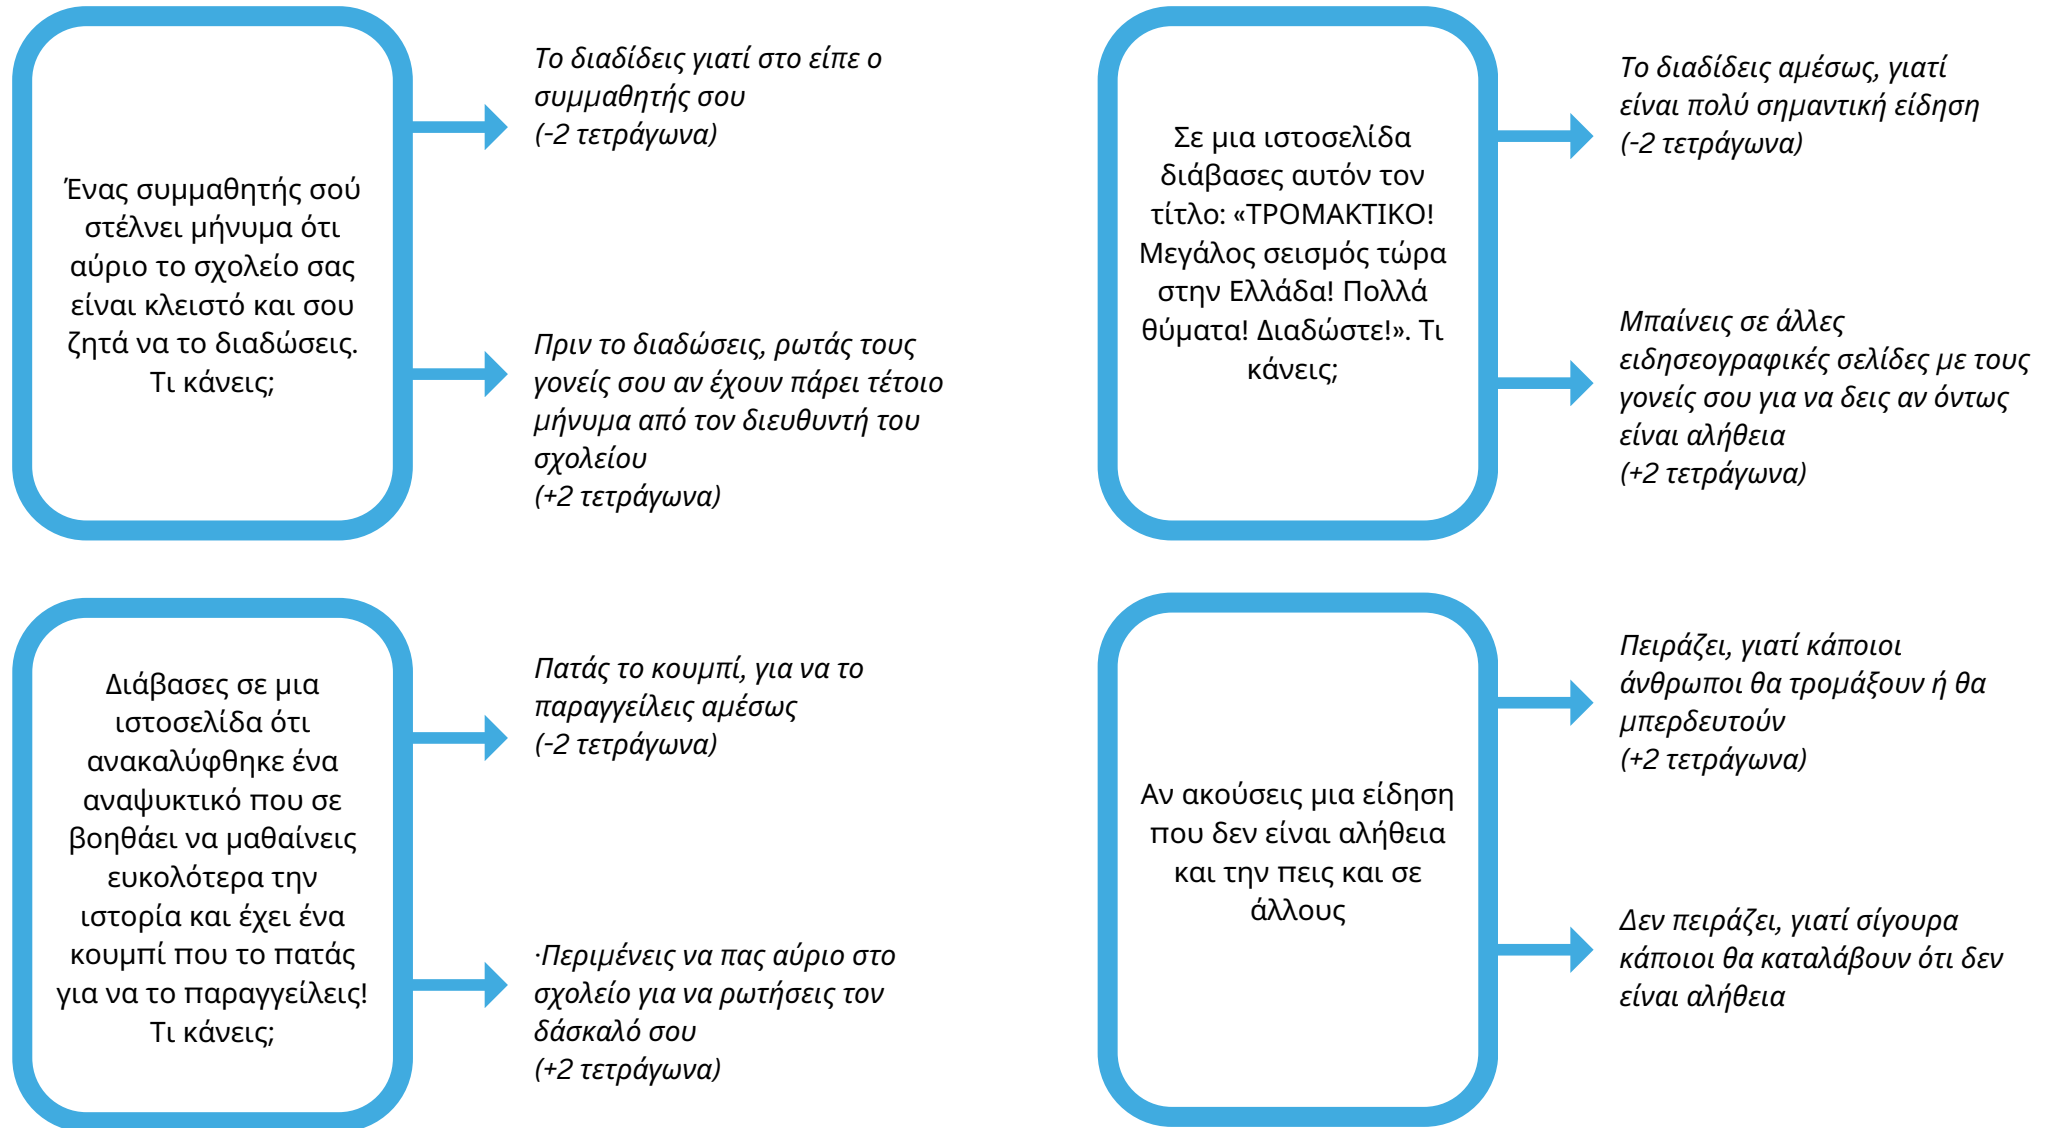 Ένας συμμαθητής σού
στέλνει μήνυμα ότι
αύριο το σχολείο σας
είναι κλειστό και σου
ζητά να το διαδώσεις.
Τι κάνεις;
Το διαδίδεις γιατί στο είπε ο
συμμαθητής σου
(-2 τετράγωνα)
Πριν το διαδώσεις, ρωτάς τους
γονείς σου αν έχουν πάρει τέτοιο
μήνυμα από τον διευθυντή του
σχολείου
(+2 τετράγωνα)
Σε μια ιστοσελίδα
διάβασες αυτόν τον
τίτλο: «ΤΡΟΜΑΚΤΙΚΟ!
Μεγάλος σεισμός τώρα
στην Ελλάδα! Πολλά
θύματα! Διαδώστε!». Τι
κάνεις;
Το διαδίδεις αμέσως, γιατί
είναι πολύ σημαντική είδηση
(-2 τετράγωνα)
Μπαίνεις σε άλλες
ειδησεογραφικές σελίδες με τους
γονείς σου για να δεις αν όντως
είναι αλήθεια
(+2 τετράγωνα)
Διάβασες σε μια
ιστοσελίδα ότι
ανακαλύφθηκε ένα
αναψυκτικό που σε
βοηθάει να μαθαίνεις
ευκολότερα την
ιστορία και έχει ένα
κουμπί που το πατάς
για να το παραγγείλεις!
Τι κάνεις;
Πατάς το κουμπί, για να το
παραγγείλεις αμέσως
(-2 τετράγωνα)
·Περιμένεις να πας αύριο στο
σχολείο για να ρωτήσεις τον
δάσκαλό σου
(+2 τετράγωνα)
Αν ακούσεις μια είδηση
που δεν είναι αλήθεια
και την πεις και σε
άλλους
Πειράζει, γιατί κάποιοι
άνθρωποι θα τρομάξουν ή θα
μπερδευτούν
(+2 τετράγωνα)
Δεν πειράζει, γιατί σίγουρα
κάποιοι θα καταλάβουν ότι δεν
είναι αλήθεια